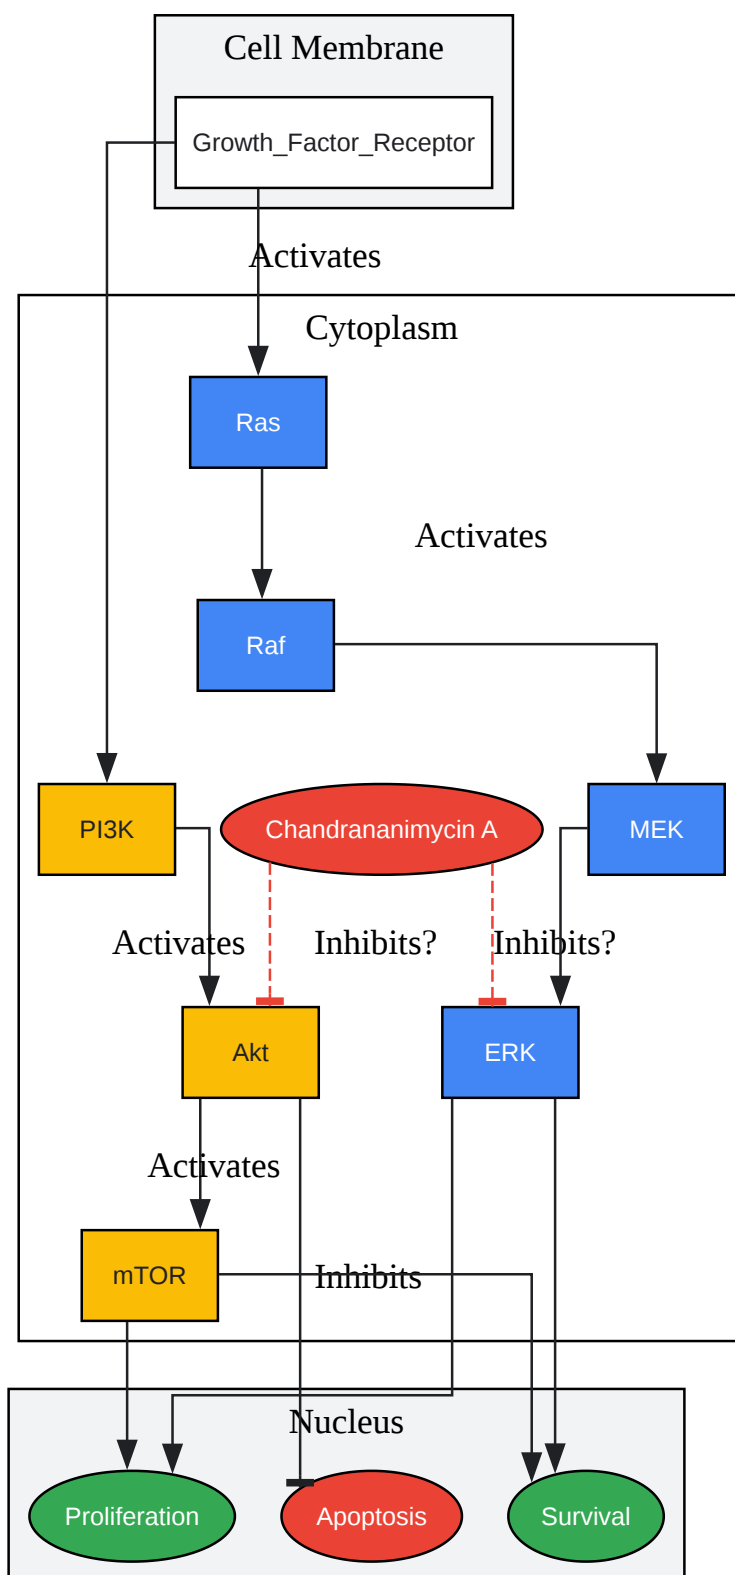 Cell Membrane
Growth_Factor_Receptor
Activates
Cytoplasm
Ras
Activates
Raf
PI3K
Chandrananimycin A
MEK
Activates
Inhibits?
Inhibits?
Akt
ERK
Activates
mTOR
Inhibits
Nucleus
Proliferation
Apoptosis
Survival